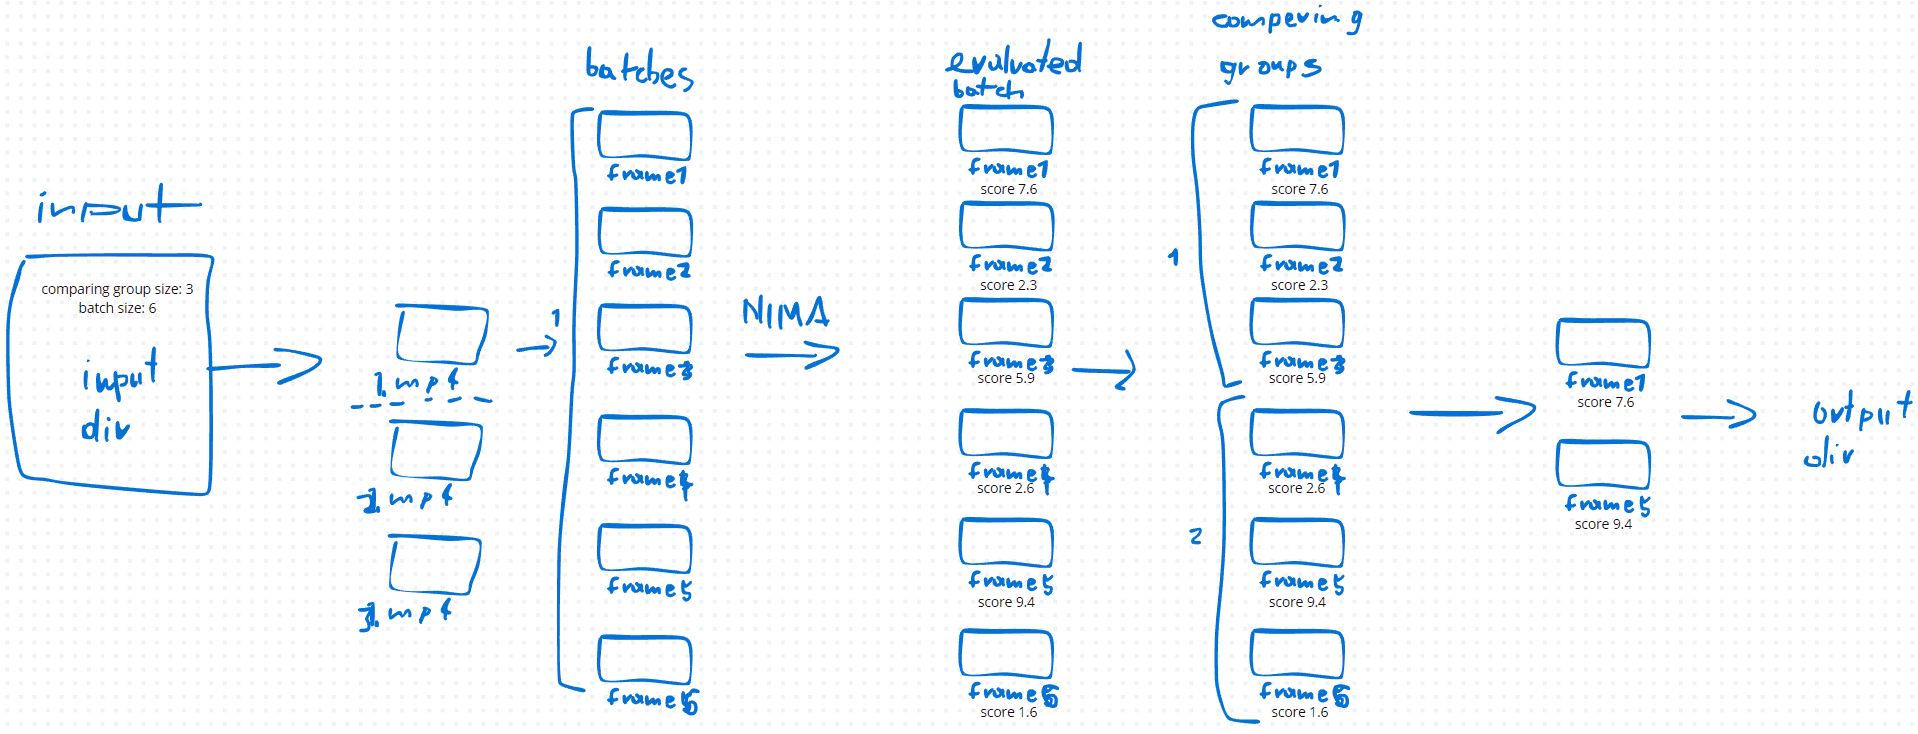 input
comparing group size: 3
batch size: 6
input
dir
1.mp4
2.mp4
3.mp4
batches
1
frame1
frame2
frame3
frame4
frame5
frame6
NIMA
evaluated
batch
frame1
score 7.6
frame2
score 2.3
frame3
score 5.9
frame4
score 2.6
frame5
score 9.4
frame6
score 1.6
compering
groups
1
frame1
score 7.6
frame2
score 2.3
frame3
score 5.9
2
frame4
score 2.6
frame5
score 9.4
frame6
score 1.6
frame1
score 7.6
frame5
score 9.4
output
dir